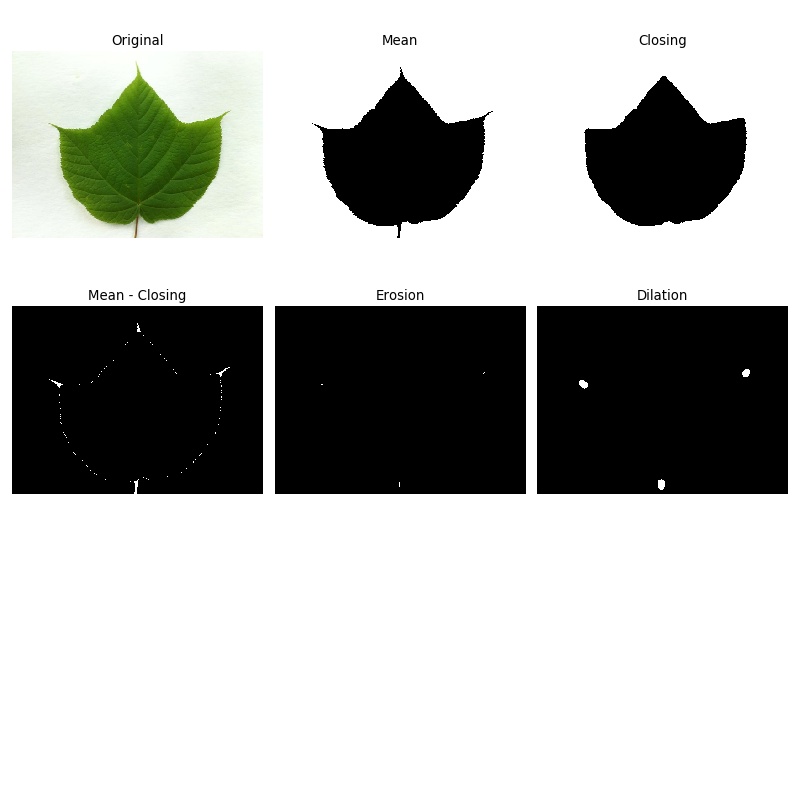 Original
Mean
Closing
Mean - Closing
Erosion
Dilation